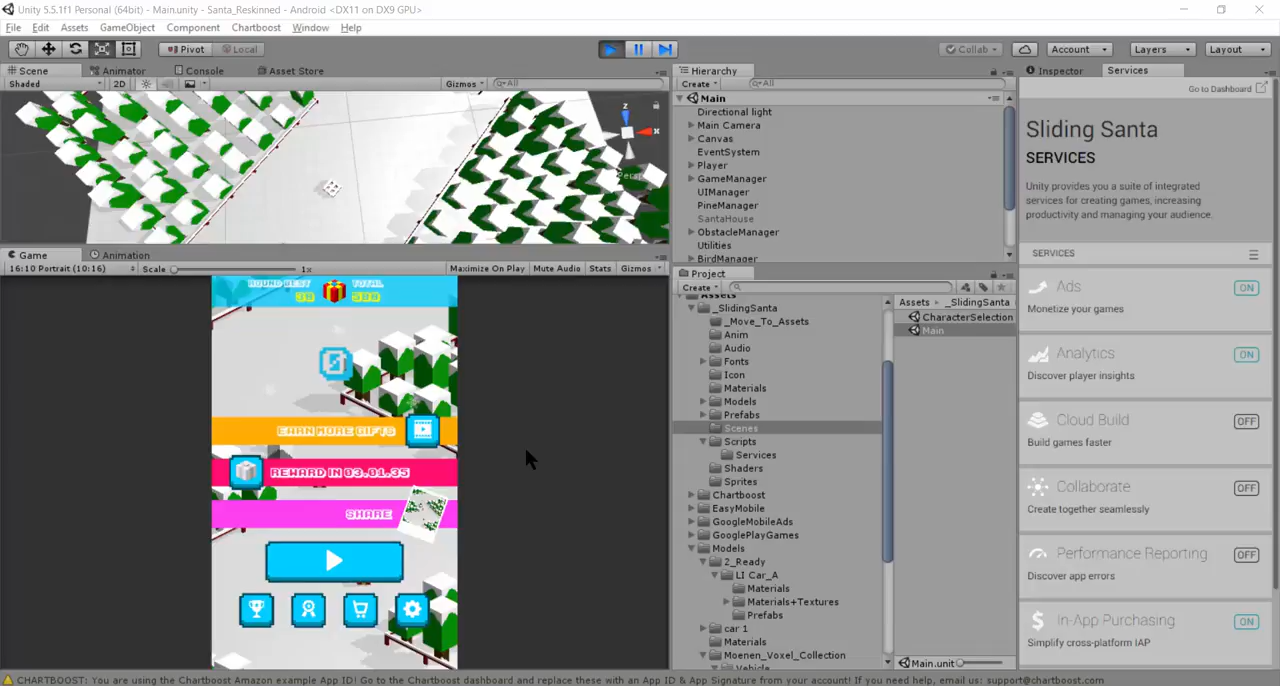 Unity 5.5.1f1 Personal (64bit) - Main.unity - Santa_Reskinned - Android <DX11 on DX9 GPU>
File Edit Assets GameObject Component Chartboost Window Help
Pivot Local Collab Account Layers Layout
Scene Animator Console Asset Store
Shaded 2D Gizmos All
Persp
Game Animation
16:10 Portrait (10:16) Scale 1x Maximize On Play Mute Audio Stats Gizmos
ROUND BEST TOTAL
30 500
0
EARN MORE GIFTS
REWARD IN 03.01.35
SHARE
Hierarchy
Create All
Main
Directional light
Main Camera
Canvas
EventSystem
Player
GameManager
UIManager
PineManager
SantaHouse
ObstacleManager
Utilities
BirdManager
Project
Create
Assets
_SlidingSanta
_Move_To_Assets
Anim
Audio
Fonts
Icon
Materials
Models
Prefabs
Scenes
Scripts
Services
Shaders
Sprites
Chartboost
EasyMobile
GoogleMobileAds
GooglePlayGames
Models
2_Ready
LI Car_A
Materials
Materials+Textures
Prefabs
car 1
Materials
Moenen_Voxel_Collection
Vehicle
Assets _SlidingSanta
CharacterSelection
Main
Main.unit
Inspector Services
Go to Dashboard
Sliding Santa
SERVICES
Unity provides you a suite of integrated
services for creating games, increasing
productivity and managing your audience.
SERVICES
Ads ON
Monetize your games
Analytics ON
Discover player insights
Cloud Build OFF
Build games faster
Collaborate OFF
Create together seamlessly
Performance Reporting OFF
Discover app errors
In-App Purchasing ON
Simplify cross-platform IAP
CHARTBOOST: You are using the Chartboost Amazon example App ID! Go to the Chartboost dashboard and replace these with an App ID & App Signature from your account! If you need help, email us: support@chartboost.com